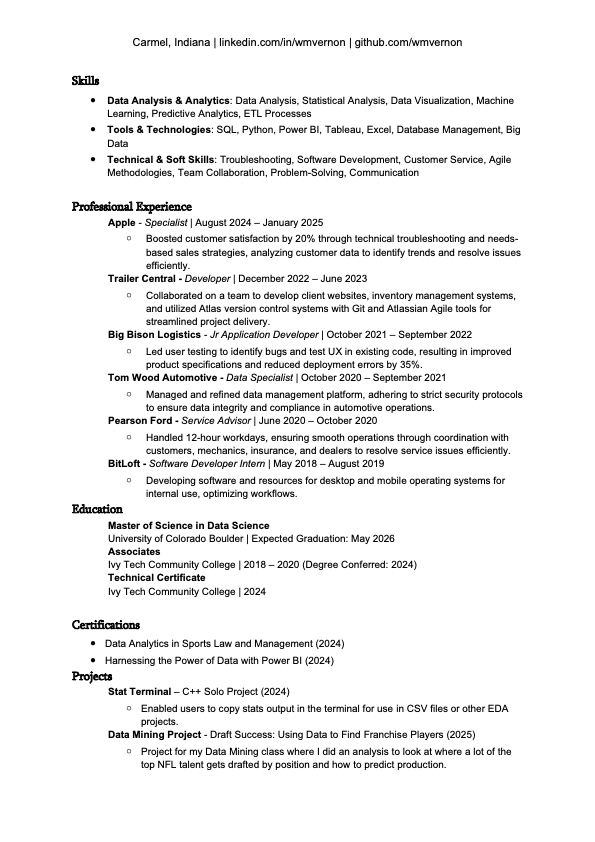 Carmel, Indiana | linkedin.com/in/wmvernon | github.com/wmvernon
Skills
• Data Analysis & Analytics: Data Analysis, Statistical Analysis, Data Visualization, Machine
Learning, Predictive Analytics, ETL Processes
• Tools & Technologies: SQL, Python, Power BI, Tableau, Excel, Database Management, Big
Data
• Technical & Soft Skills: Troubleshooting, Software Development, Customer Service, Agile
Methodologies, Team Collaboration, Problem-Solving, Communication
Professional Experience
Apple - Specialist | August 2024 – January 2025
○ Boosted customer satisfaction by 20% through technical troubleshooting and needs-
based sales strategies, analyzing customer data to identify trends and resolve issues
efficiently.
Trailer Central - Developer | December 2022 – June 2023
○ Collaborated on a team to develop client websites, inventory management systems,
and utilized Atlas version control systems with Git and Atlassian Agile tools for
streamlined project delivery.
Big Bison Logistics - Jr Application Developer | October 2021 – September 2022
○ Led user testing to identify bugs and test UX in existing code, resulting in improved
product specifications and reduced deployment errors by 35%.
Tom Wood Automotive - Data Specialist | October 2020 – September 2021
○ Managed and refined data management platform, adhering to strict security protocols
to ensure data integrity and compliance in automotive operations.
Pearson Ford - Service Advisor | June 2020 – October 2020
○ Handled 12-hour workdays, ensuring smooth operations through coordination with
customers, mechanics, insurance, and dealers to resolve service issues efficiently.
BitLoft - Software Developer Intern | May 2018 – August 2019
○ Developing software and resources for desktop and mobile operating systems for
internal use, optimizing workflows.
Education
Master of Science in Data Science
University of Colorado Boulder | Expected Graduation: May 2026
Associates
Ivy Tech Community College | 2018 – 2020 (Degree Conferred: 2024)
Technical Certificate
Ivy Tech Community College | 2024
Certifications
• Data Analytics in Sports Law and Management (2024)
• Harnessing the Power of Data with Power BI (2024)
Projects
Stat Terminal – C++ Solo Project (2024)
○ Enabled users to copy stats output in the terminal for use in CSV files or other EDA
projects.
Data Mining Project - Draft Success: Using Data to Find Franchise Players (2025)
○ Project for my Data Mining class where I did an analysis to look at where a lot of the
top NFL talent gets drafted by position and how to predict production.